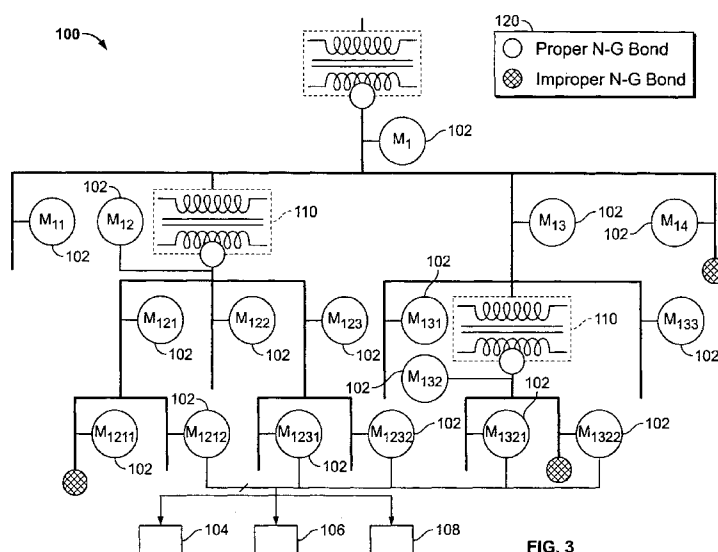 100
120
Proper N-G Bond
Improper N-G Bond
M1 102
102 102 110 102
M11 M12 M13 M14
102 102
102
M121 M122 M123 M131 110 M133
102 102 102 102
102 M132
102 102
M1211 M1212 M1231 M1232 102 M1321 M1322 102
102 102
104 106 108
FIG. 3